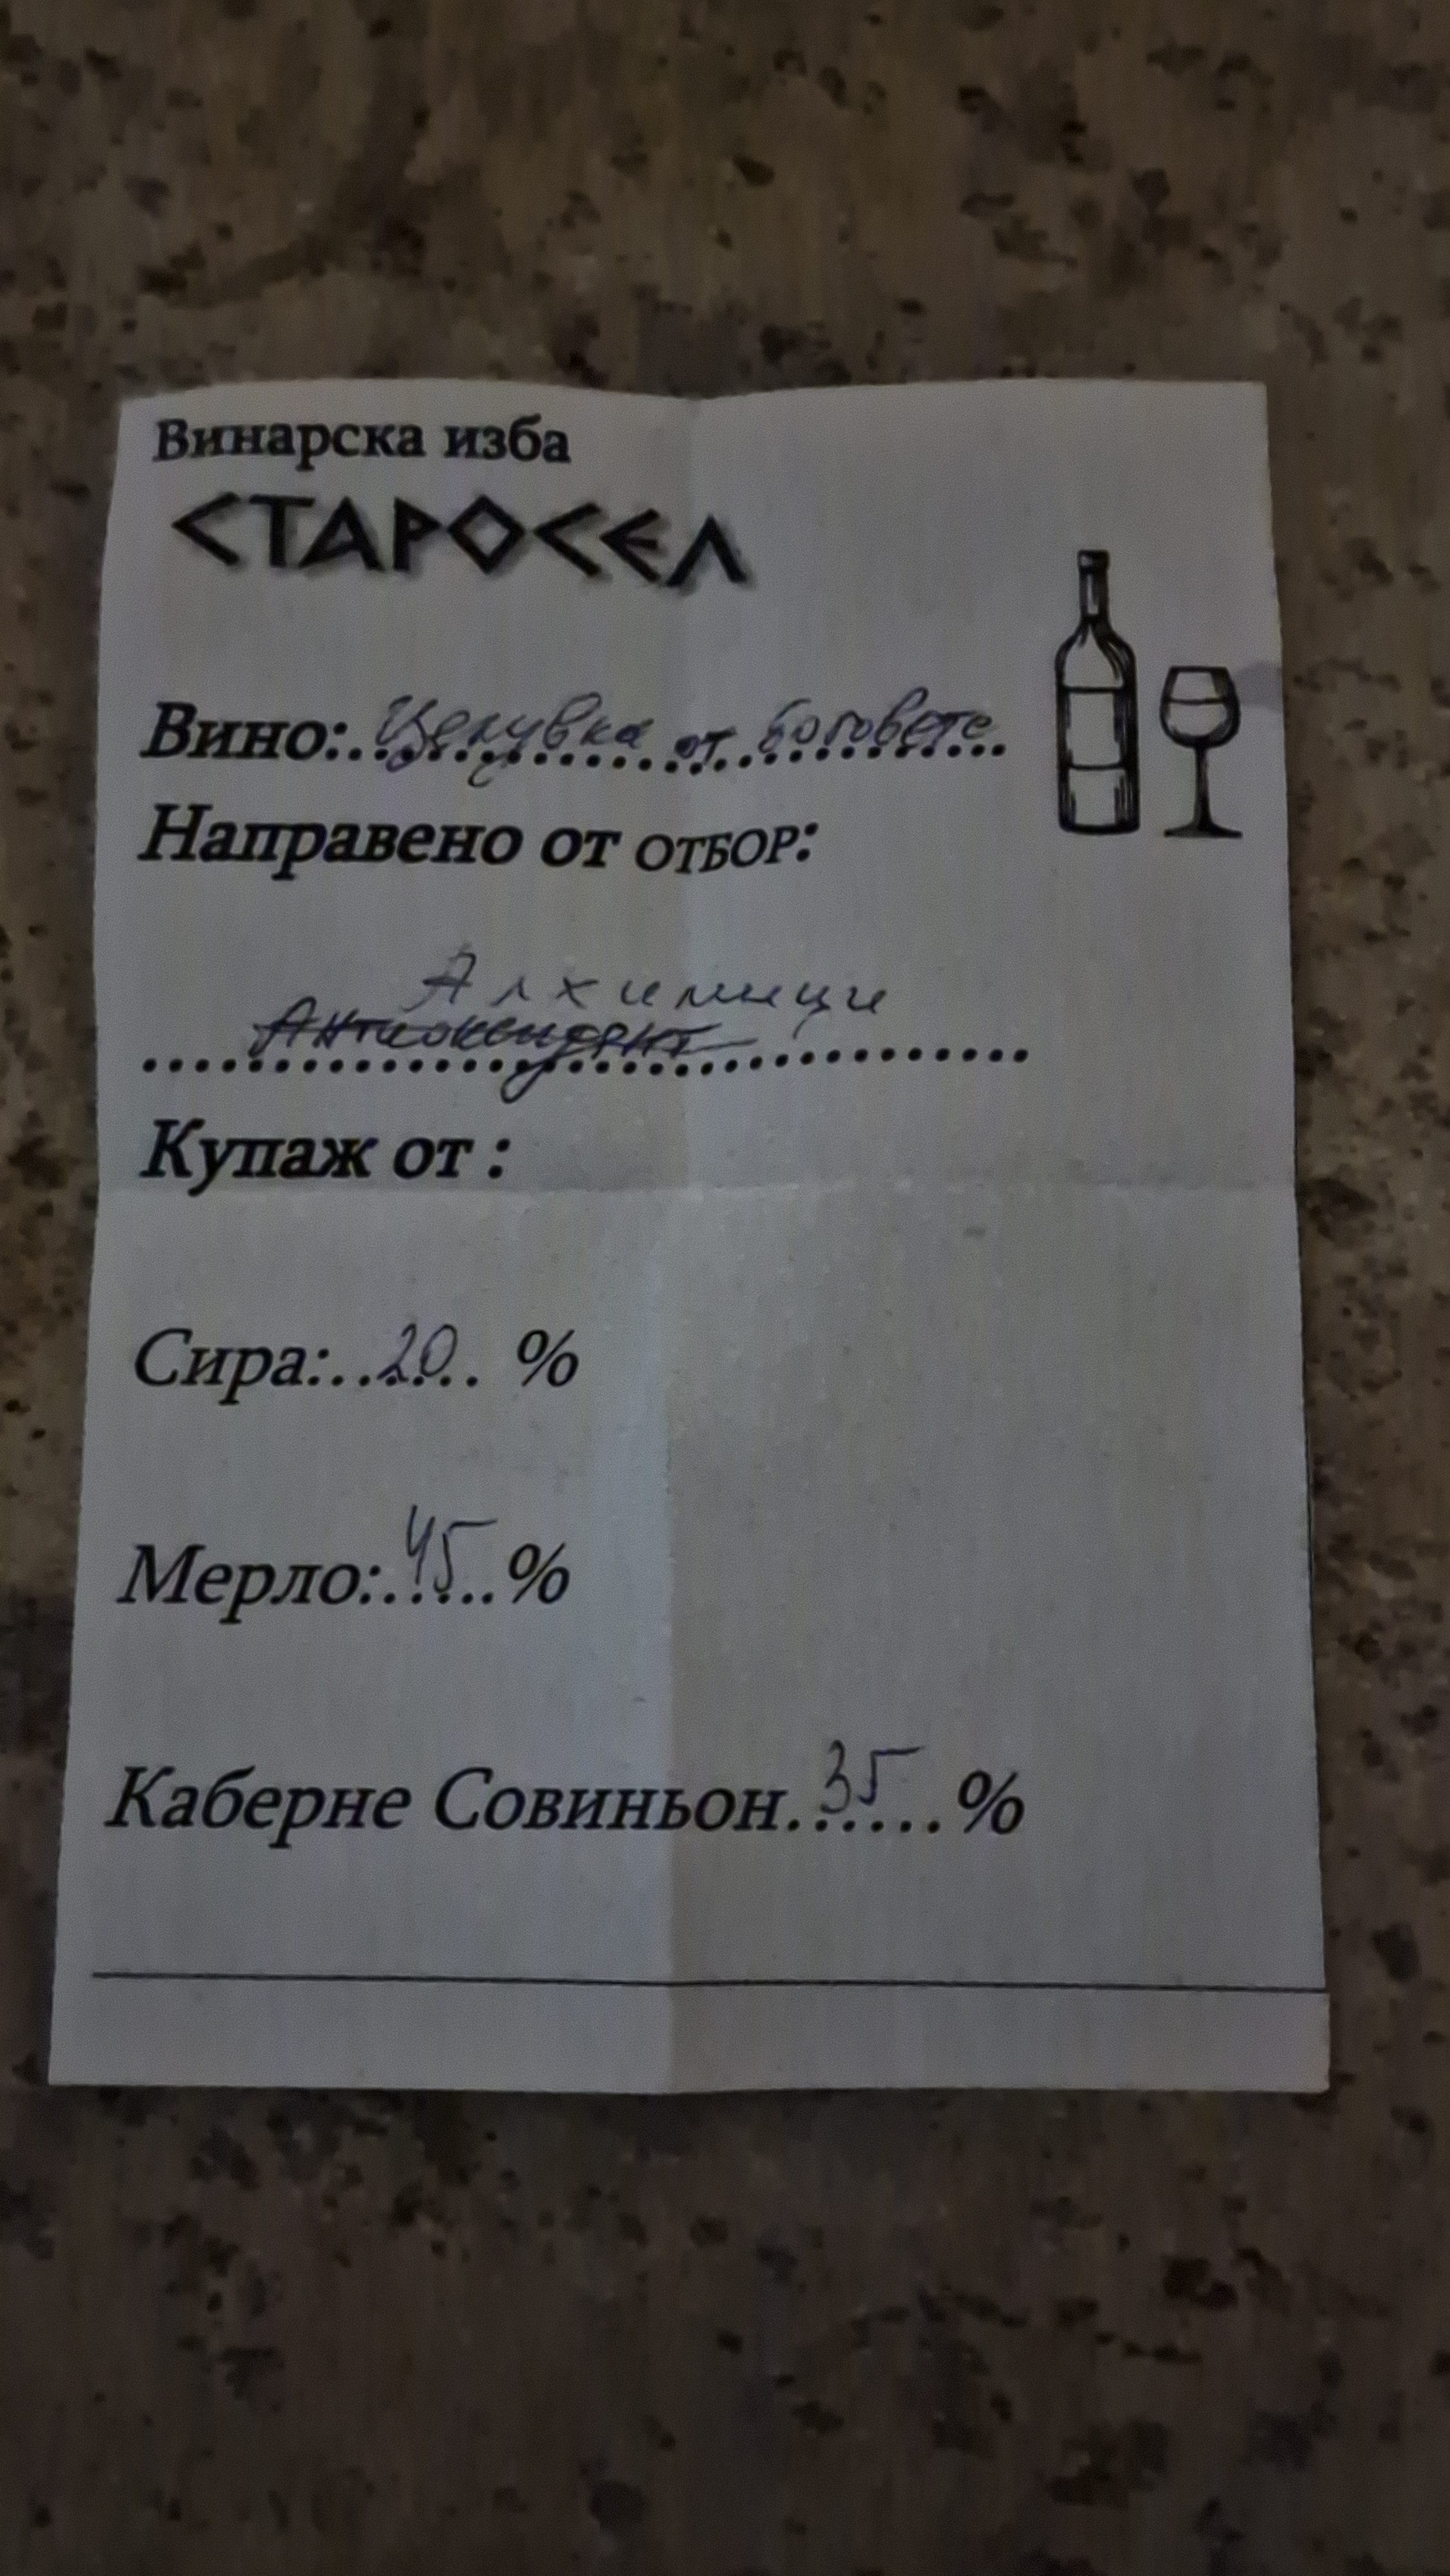 Винарска изба
СТАРОСЕЛ
Вино: Целувка от боговете
Направено от ОТБОР:
Алхимици
Антиоксидант
Купаж от :
Сира:..20.. %
Мерло:.45..%
Каберне Совиньон.35...%